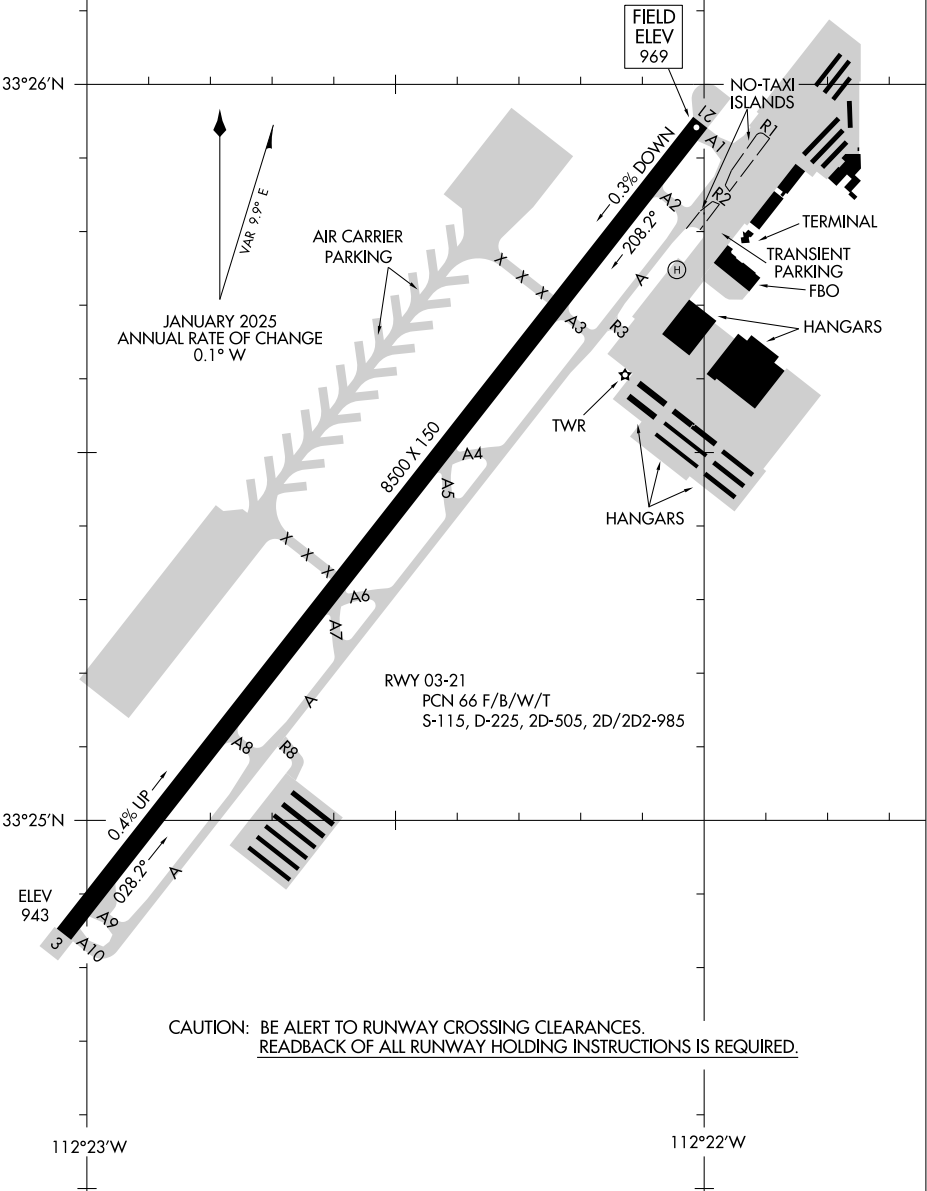 FIELD
ELEV
969
33°26'N
NO-TAXI
ISLANDS
21
R1
A1
0.3% DOWN
VAR 9.9° E
A2
R2
208.2°
TERMINAL
AIR CARRIER
PARKING
TRANSIENT
PARKING
FBO
H
A
X X X
JANUARY 2025
ANNUAL RATE OF CHANGE
0.1° W
A3
R3
HANGARS
TWR
8500 X 150
A4
A5
HANGARS
X X X
A6
A7
RWY 03-21
PCN 66 F/B/W/T
S-115, D-225, 2D-505, 2D/2D2-985
A
A8
R8
0.4% UP
33°25'N
028.2°
A
ELEV
943
A9
3
A10
CAUTION: BE ALERT TO RUNWAY CROSSING CLEARANCES.
READBACK OF ALL RUNWAY HOLDING INSTRUCTIONS IS REQUIRED.
112°23'W
112°22'W